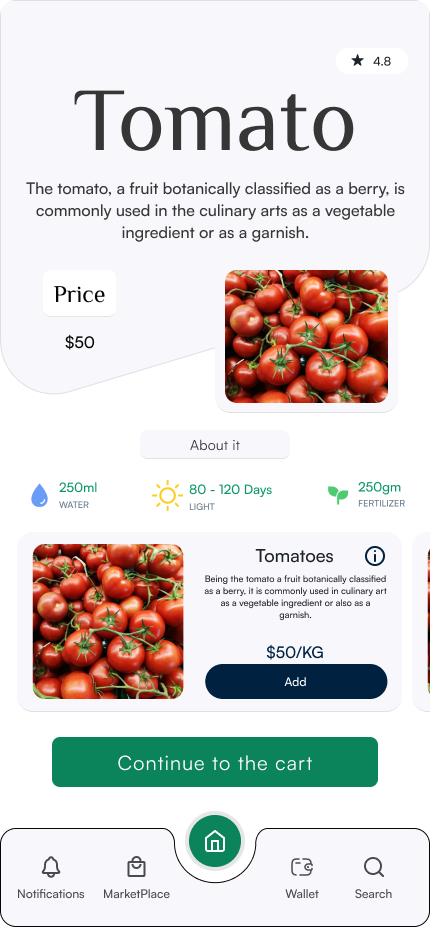 4.8
Tomato
The tomato, a fruit botanically classified as a berry, is
commonly used in the culinary arts as a vegetable
ingredient or as a garnish.
Price
$50
About it
250ml
WATER
80 - 120 Days
LIGHT
250gm
FERTILIZER
Tomatoes
Being the tomato a fruit botanically classified
as a berry, it is commonly used in culinary art
as a vegetable ingredient or also as a
garnish.
$50/KG
Add
Continue to the cart
Notifications
MarketPlace
Wallet
Search